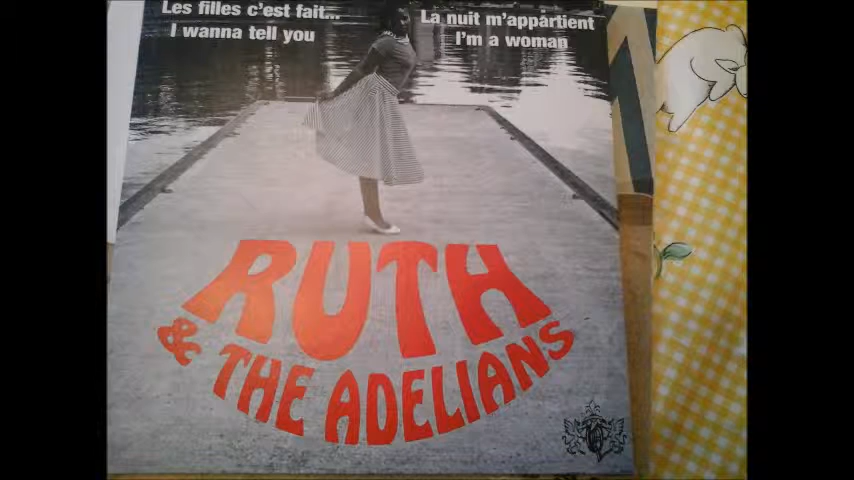 Les filles c'est fait...
I wanna tell you
La nuit m'appartient
I'm a woman
RUTH
& THE ADELIANS